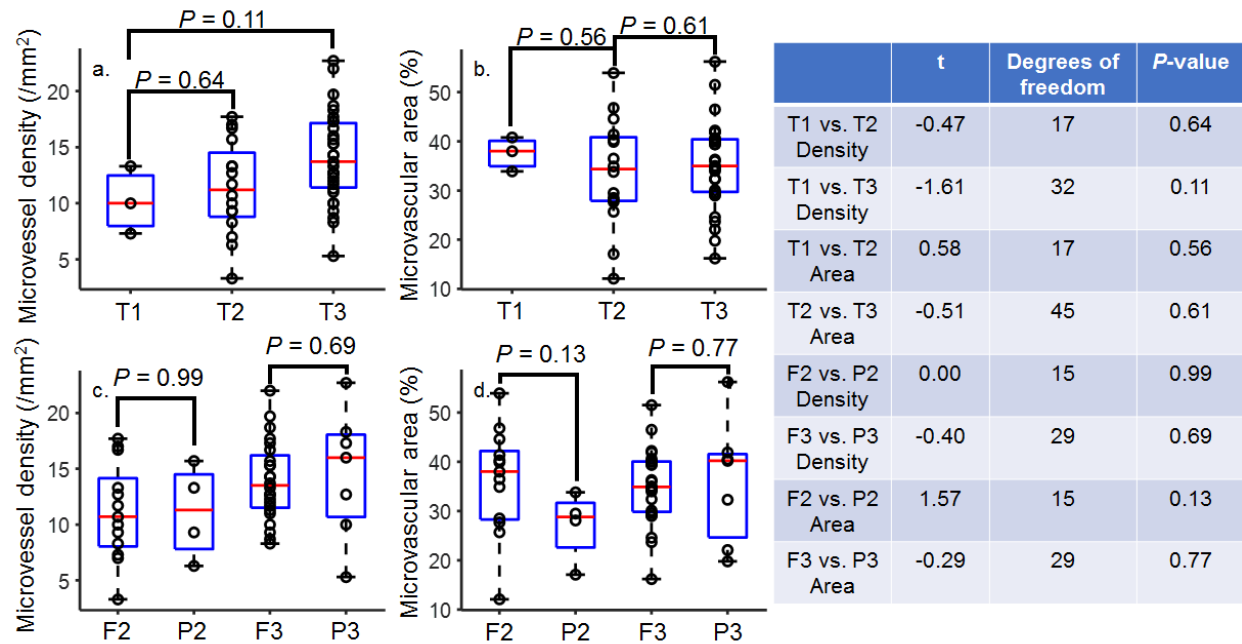 P = 0.11
P = 0.64
a.
Microvessel density (/mm²)
20
15
10
5
T1 T2 T3
P = 0.56
P = 0.61
b.
Microvascular area (%)
50
40
30
20
10
T1 T2 T3
P = 0.99
P = 0.69
c.
Microvessel density (/mm²)
20
15
10
5
F2 P2 F3 P3
P = 0.13
P = 0.77
d.
Microvascular area (%)
50
40
30
20
10
F2 P2 F3 P3
t Degrees of freedom P-value
T1 vs. T2 Density -0.47 17 0.64
T1 vs. T3 Density -1.61 32 0.11
T1 vs. T2 Area 0.58 17 0.56
T2 vs. T3 Area -0.51 45 0.61
F2 vs. P2 Density 0.00 15 0.99
F3 vs. P3 Density -0.40 29 0.69
F2 vs. P2 Area 1.57 15 0.13
F3 vs. P3 Area -0.29 29 0.77